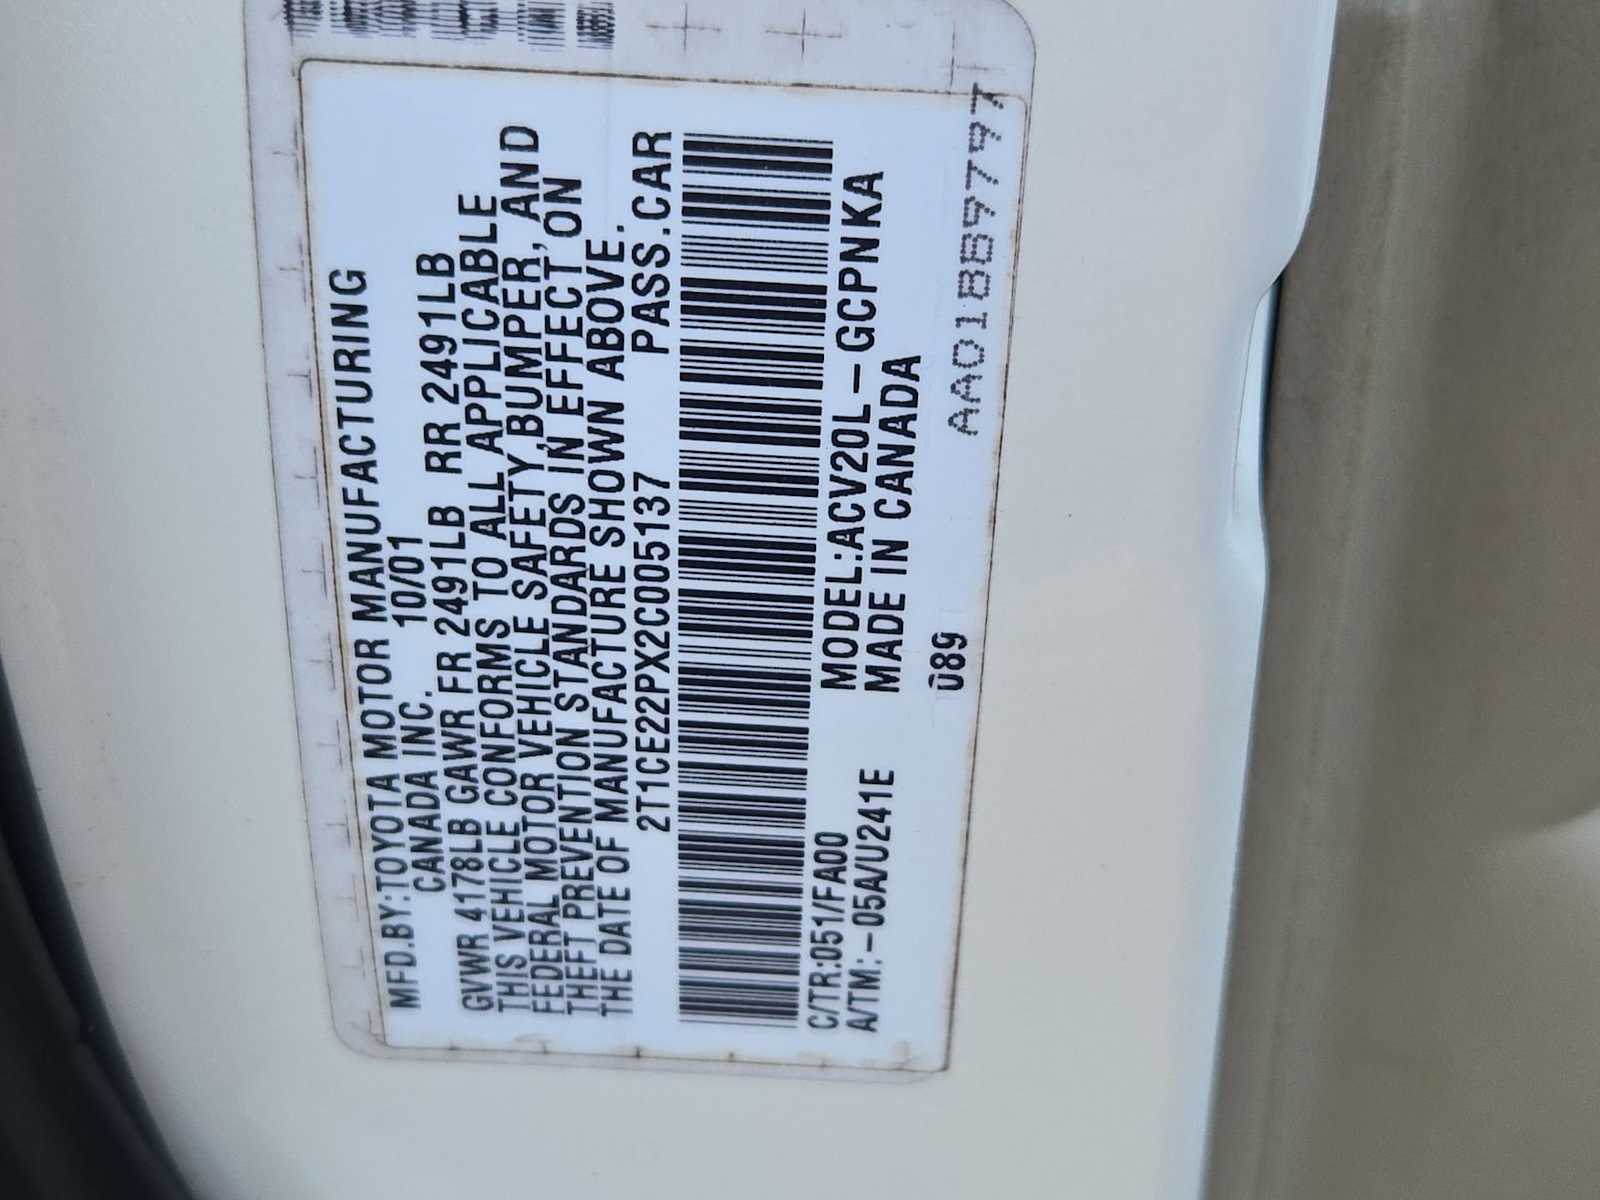 MFD.BY:TOYOTA MOTOR MANUFACTURING
CANADA INC. 10/01
GVWR 4178LB GAWR FR 2491LB RR 2491LB
THIS VEHICLE CONFORMS TO ALL APPLICABLE
FEDERAL MOTOR VEHICLE SAFETY,BUMPER, AND
THEFT PREVENTION STANDARDS IN EFFECT ON
THE DATE OF MANUFACTURE SHOWN ABOVE.
2T1CE22PX2C005137 PASS.CAR
C/TR:051/FA00 MODEL:ACV20L-GCPNKA
A/TM:-05A/U241E MADE IN CANADA
089
AA01BB9797